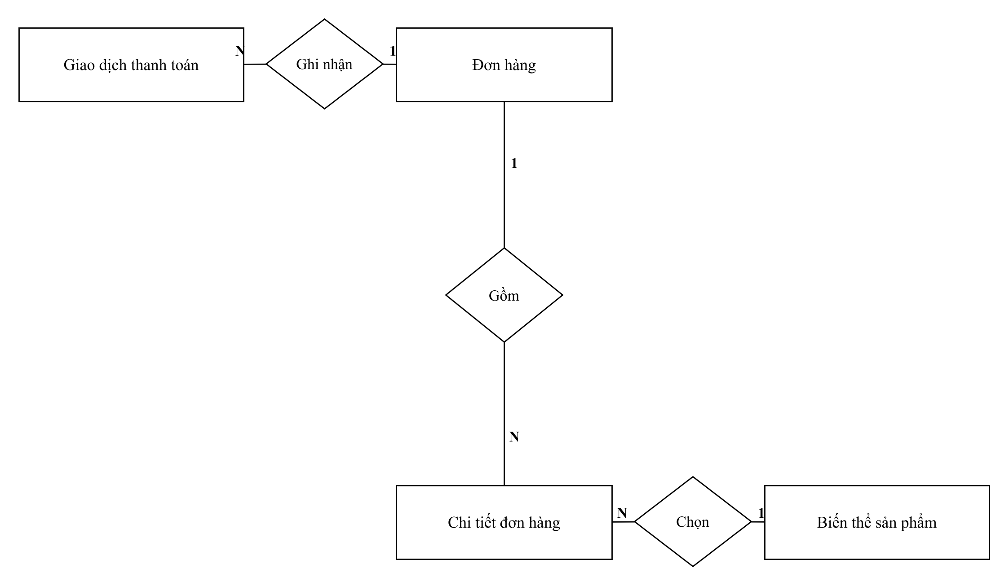 Giao dịch thanh toán
N
Ghi nhận
1
Đơn hàng
1
Gồm
N
Chi tiết đơn hàng
N
Chọn
1
Biến thể sản phẩm